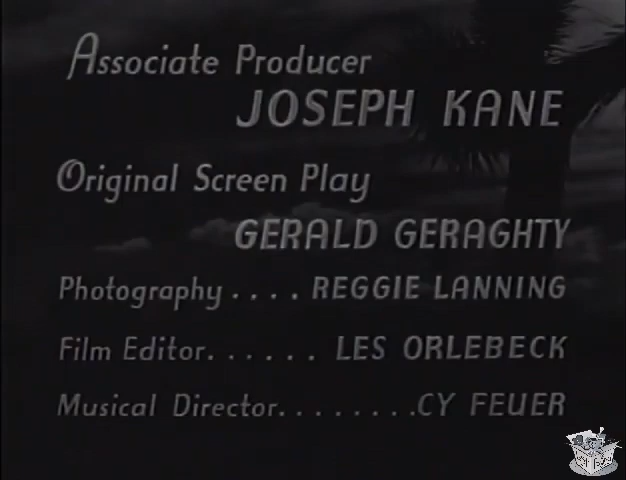 Associate Producer
JOSEPH KANE
Original Screen Play
GERALD GERAGHTY
Photography . . . . REGGIE LANNING
Film Editor. . . . . . LES ORLEBECK
Musical Director. . . . . . . . .CY FEUER